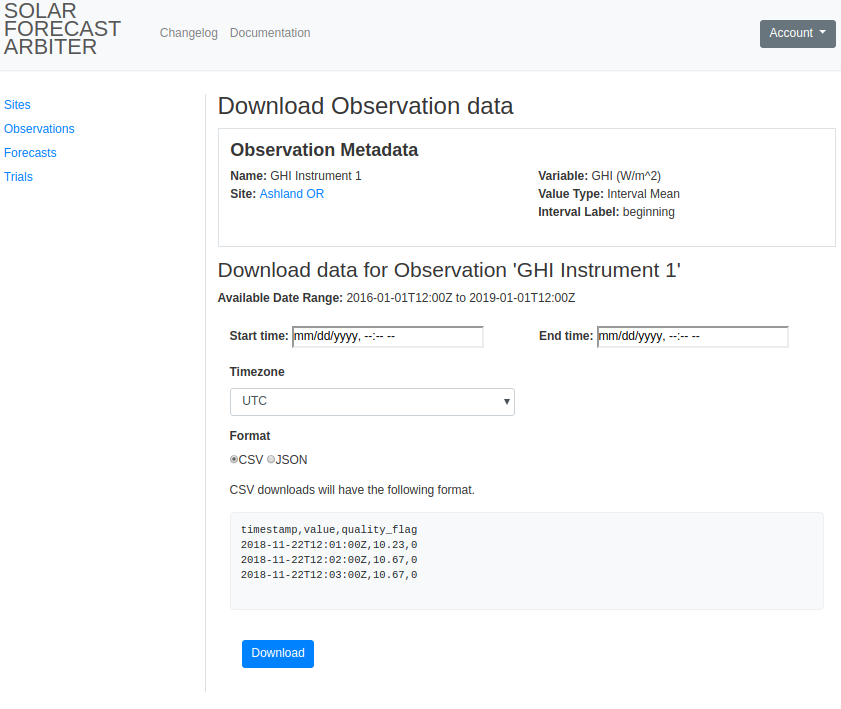 SOLAR
FORECAST
ARBITER
Changelog Documentation
Account
Sites
Observations
Forecasts
Trials
Download Observation data
Observation Metadata
Name: GHI Instrument 1
Site: Ashland OR
Variable: GHI (W/m^2)
Value Type: Interval Mean
Interval Label: beginning
Download data for Observation 'GHI Instrument 1'
Available Date Range: 2016-01-01T12:00Z to 2019-01-01T12:00Z
Start time: mm/dd/yyyy, --:-- -- End time: mm/dd/yyyy, --:-- --
Timezone
UTC
Format
CSV JSON
CSV downloads will have the following format.
timestamp,value,quality_flag
2018-11-22T12:01:00Z,10.23,0
2018-11-22T12:02:00Z,10.67,0
2018-11-22T12:03:00Z,10.67,0
Download